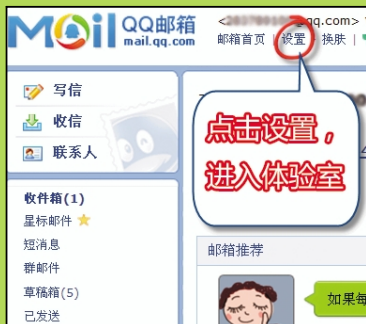 Mail QQ邮箱
mail.qq.com
qq.com>
邮箱首页 | 设置 | 换肤 |
写信
收信
联系人
点击设置，
进入体验室
收件箱(1)
星标邮件
短消息
群邮件
草稿箱(5)
已发送
邮箱推荐
如果每